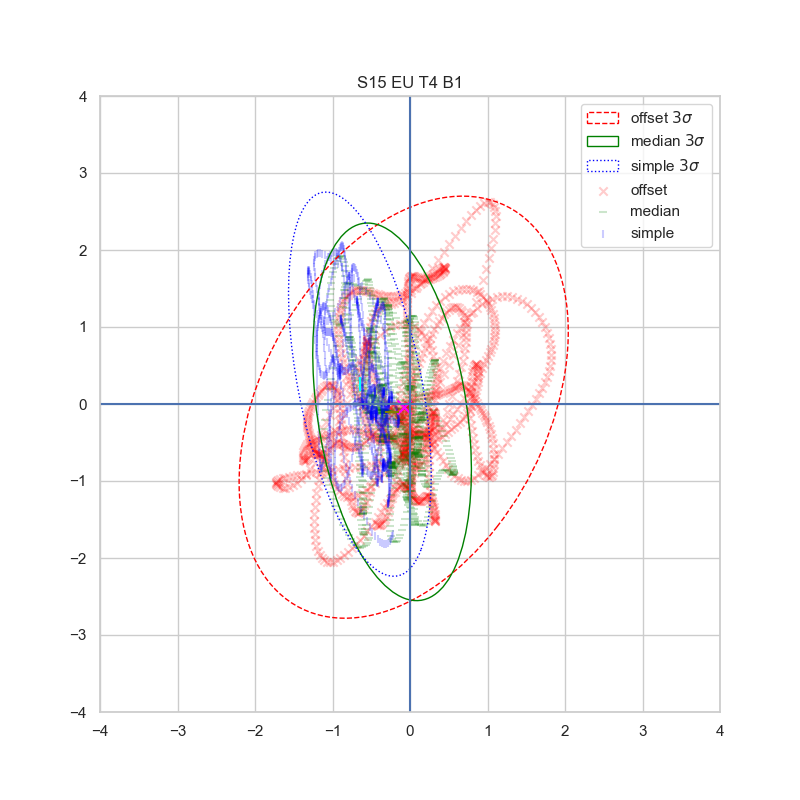 S15 EU T4 B1
offset 3σ
median 3σ
simple 3σ
offset
median
simple
4
3
2
1
0
−1
−2
−3
−4
−4 −3 −2 −1 0 1 2 3 4